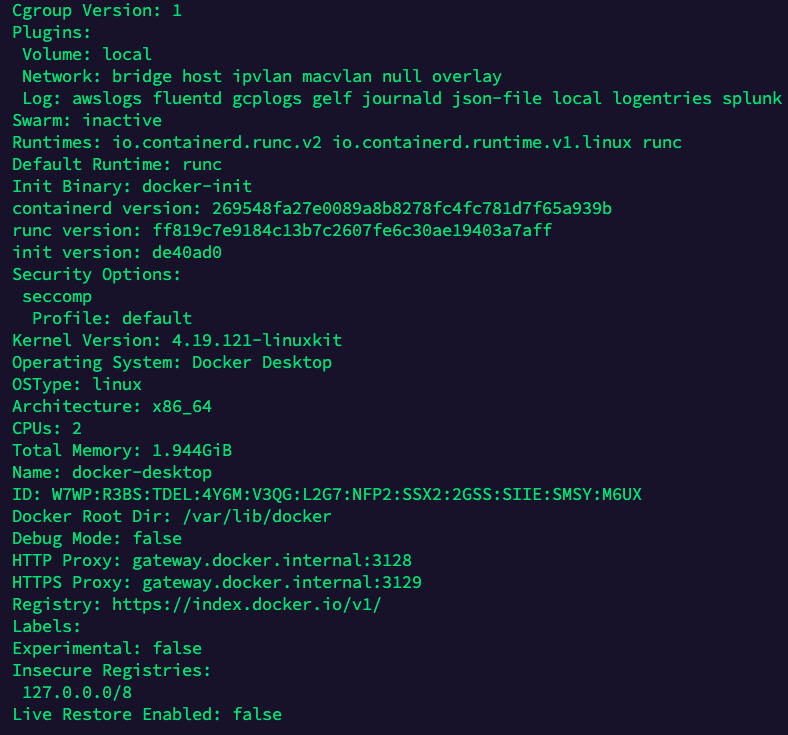 Cgroup Version: 1
Plugins:
 Volume: local
 Network: bridge host ipvlan macvlan null overlay
 Log: awslogs fluentd gcplogs gelf journald json-file local logentries splunk
Swarm: inactive
Runtimes: io.containerd.runc.v2 io.containerd.runtime.v1.linux runc
Default Runtime: runc
Init Binary: docker-init
containerd version: 269548fa27e0089a8b8278fc4fc781d7f65a939b
runc version: ff819c7e9184c13b7c2607fe6c30ae19403a7aff
init version: de40ad0
Security Options:
 seccomp
  Profile: default
Kernel Version: 4.19.121-linuxkit
Operating System: Docker Desktop
OSType: linux
Architecture: x86_64
CPUs: 2
Total Memory: 1.944GiB
Name: docker-desktop
ID: W7WP:R3BS:TDEL:4Y6M:V3QG:L2G7:NFP2:SSX2:2GSS:SIIE:SMSY:M6UX
Docker Root Dir: /var/lib/docker
Debug Mode: false
HTTP Proxy: gateway.docker.internal:3128
HTTPS Proxy: gateway.docker.internal:3129
Registry: https://index.docker.io/v1/
Labels:
Experimental: false
Insecure Registries:
 127.0.0.0/8
Live Restore Enabled: false